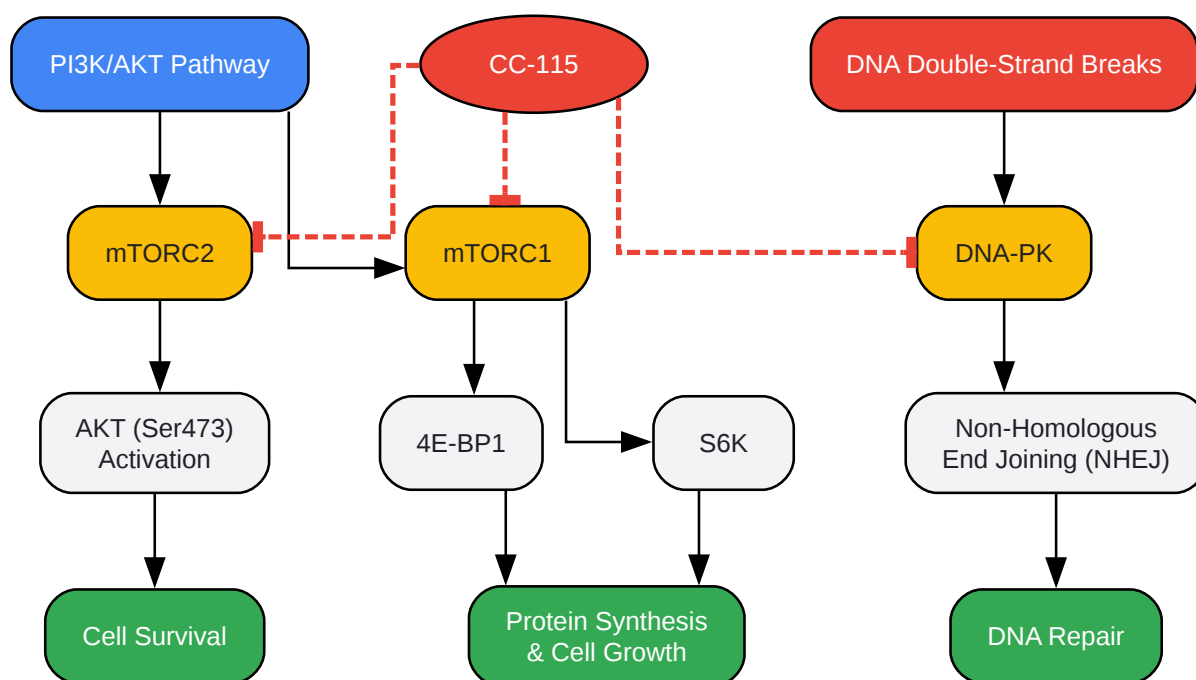 PI3K/AKT Pathway
CC-115
DNA Double-Strand Breaks
mTORC2
mTORC1
DNA-PK
AKT (Ser473)
Activation
4E-BP1
S6K
Non-Homologous
End Joining (NHEJ)
Cell Survival
Protein Synthesis
& Cell Growth
DNA Repair